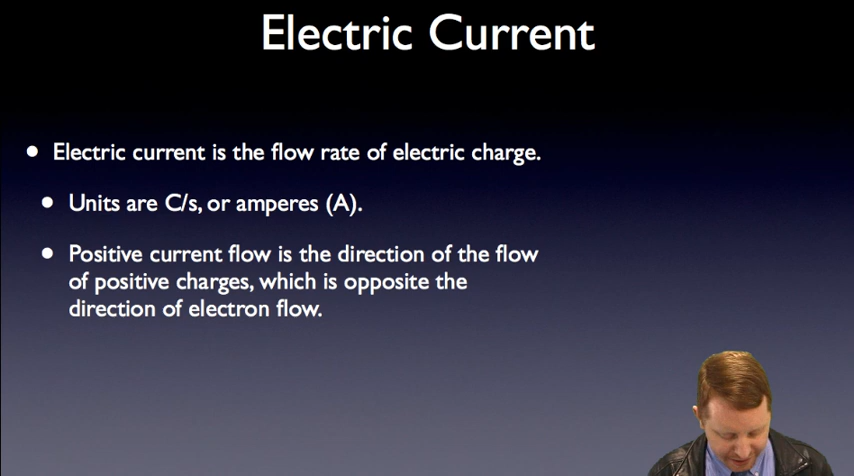 Electric Current
• Electric current is the flow rate of electric charge.
• Units are C/s, or amperes (A).
• Positive current flow is the direction of the flow
of positive charges, which is opposite the
direction of electron flow.